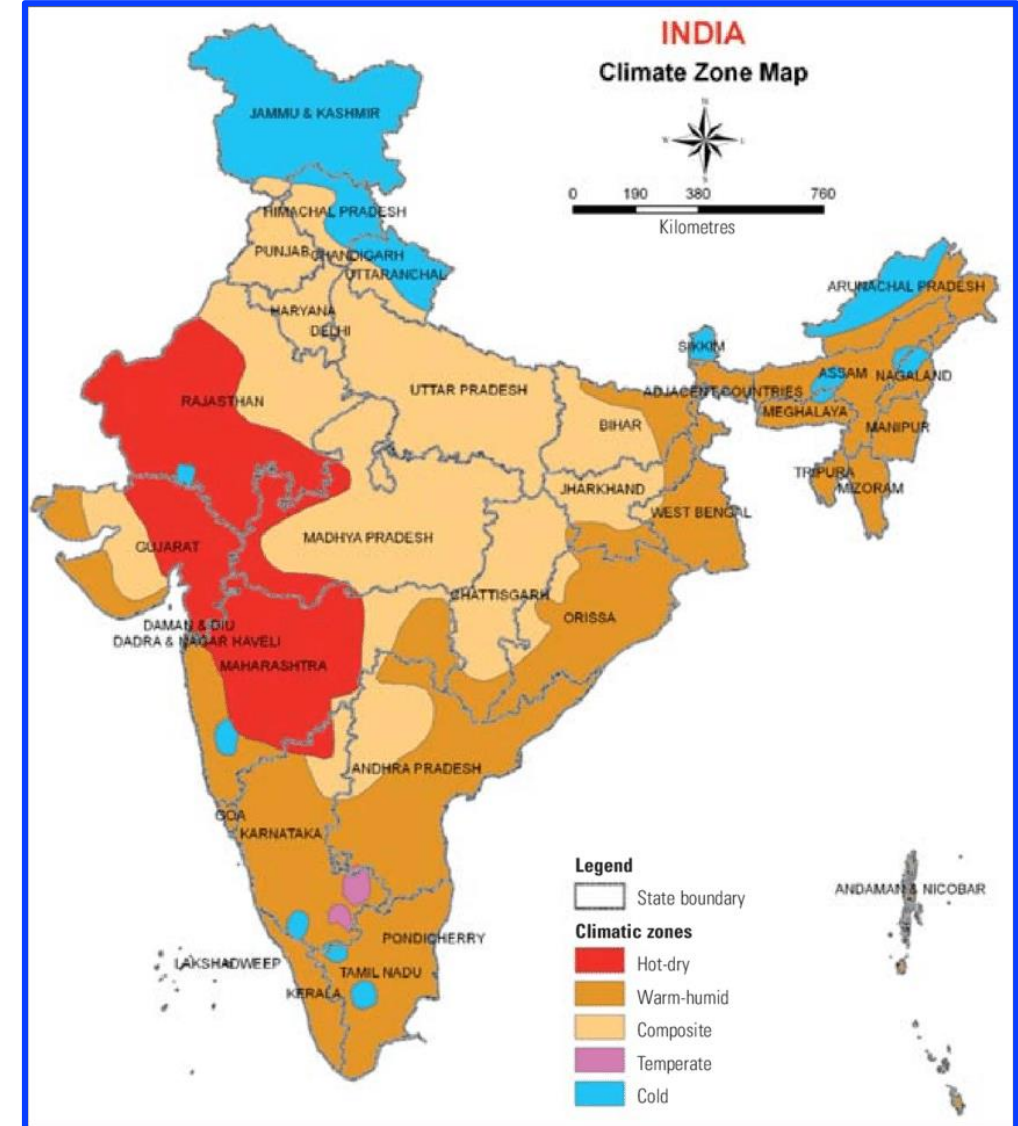 INDIA
Climate Zone Map
N
W
E
S
0 190 380 760
Kilometres
JAMMU & KASHMIR
HIMACHAL PRADESH
PUNJAB
CHANDIGARH
UTTARANCHAL
HARYANA
DELHI
ARUNACHAL PRADESH
SIKKIM
RAJASTHAN
UTTAR PRADESH
ADJACENT COUNTRIES
ASSAM
NAGALAND
MEGHALAYA
BIHAR
MANIPUR
TRIPURA
MIZORAM
JHARKHAND
WEST BENGAL
GUJARAT
MADHYA PRADESH
CHATTISGARH
ORISSA
DAMAN & DIU
DADRA & NAGAR HAVELI
MAHARASHTRA
ANDHRA PRADESH
GOA
KARNATAKA
PONDICHERRY
LAKSHADWEEP
TAMIL NADU
KERALA
ANDAMAN & NICOBAR
Legend
State boundary
Climatic zones
Hot-dry
Warm-humid
Composite
Temperate
Cold